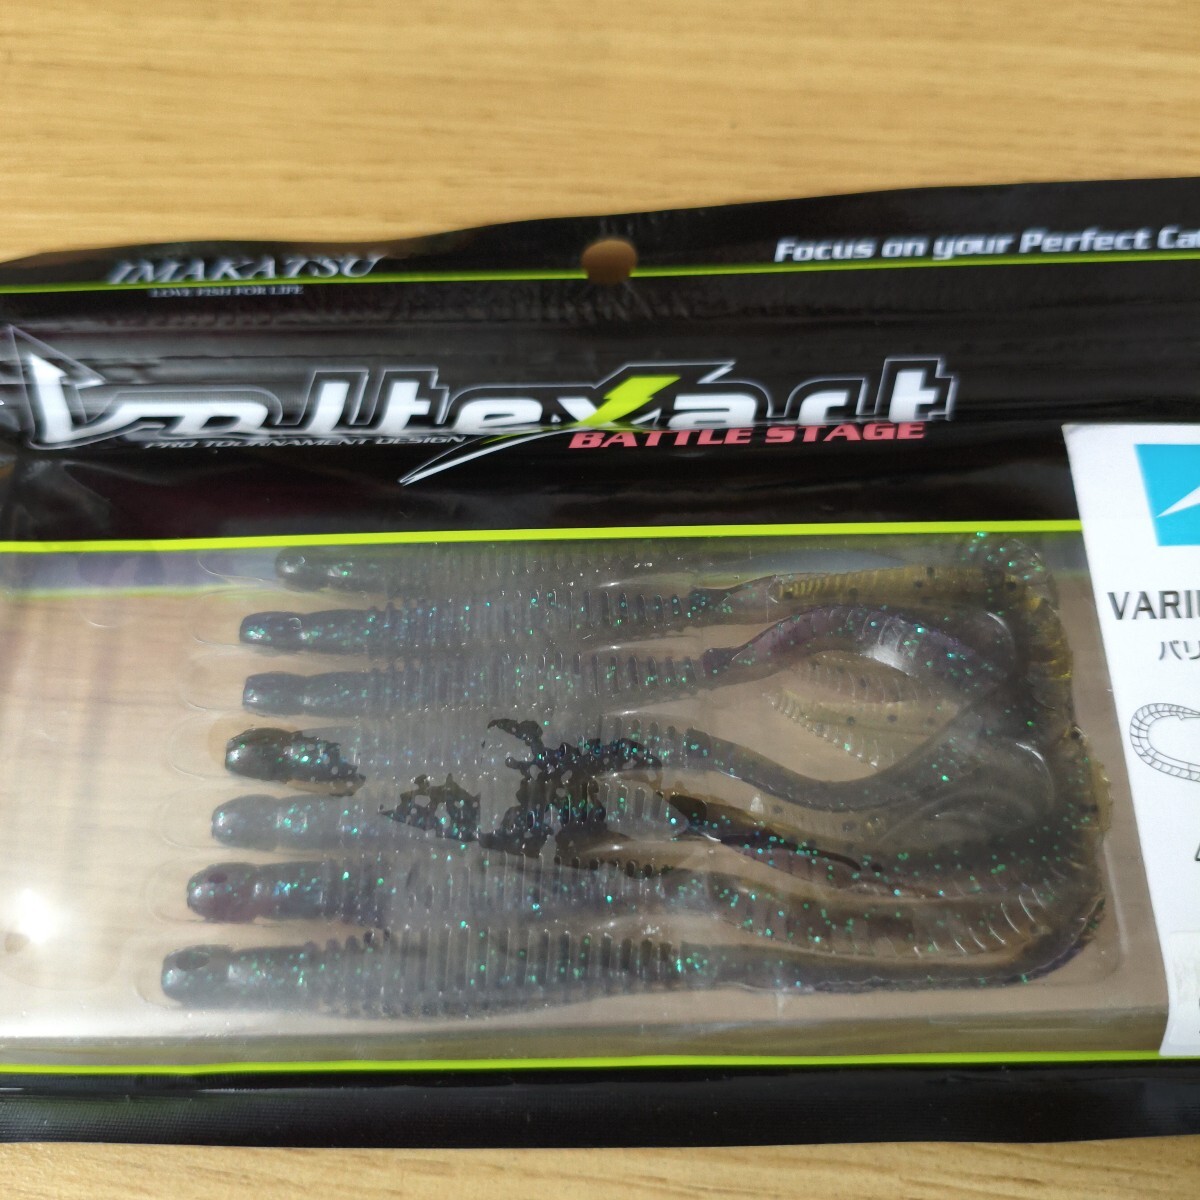 IMAKATSU
LOVE FISH FOR LIFE
Focus on your Perfect Ca
Voltexact
PRO TOURNAMENT DESIGN
BATTLE STAGE
VARI
バリ